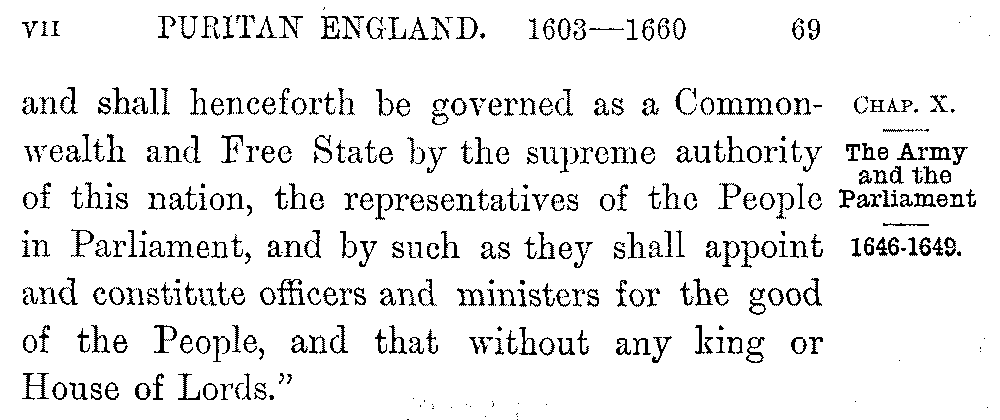 VII PURITAN ENGLAND. 1603—1660 69
and shall henceforth be governed as a Common-
wealth and Free State by the supreme authority
of this nation, the representatives of the People
in Parliament, and by such as they shall appoint
and constitute officers and ministers for the good
of the People, and that without any king or
House of Lords."
CHAP. X.
The Army
and the
Parliament
1646-1649.